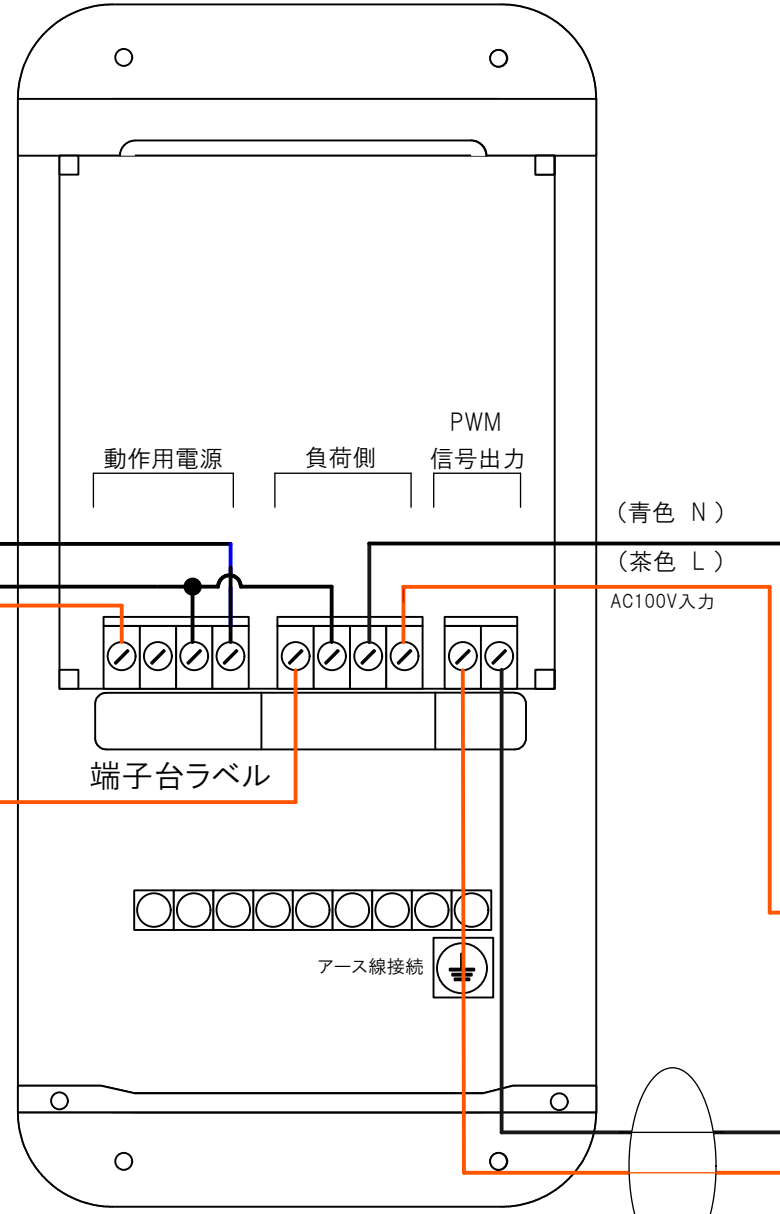 PWM
動作用電源
負荷側
信号出力
(青色 N)
(茶色 L)
AC100V入力
端子台ラベル
アース線接続